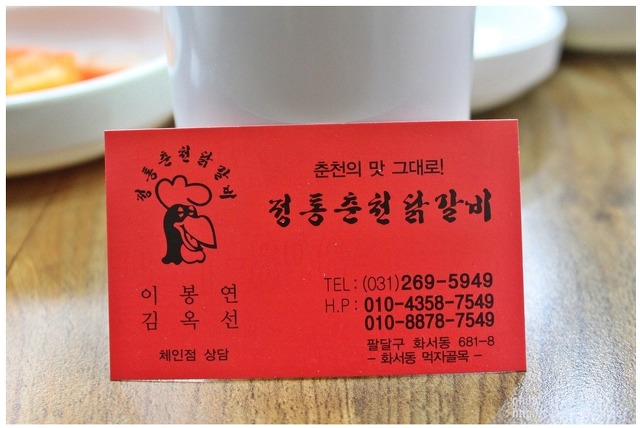 정통춘천닭갈비
춘천의 맛 그대로!
정통춘천닭갈비
이 봉 연
김 옥 선
체인점 상담
TEL : (031) 269-5949
H.P : 010-4358-7549
010-8878-7549
팔달구 화서동 681-8
- 화서동 먹자골목 -